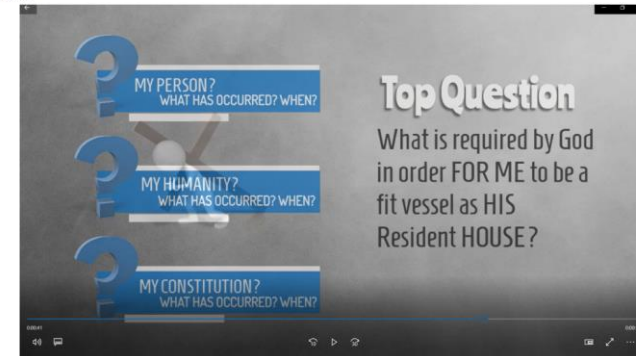 MY PERSON?
WHAT HAS OCCURRED? WHEN?
MY HUMANITY?
WHAT HAS OCCURRED? WHEN?
MY CONSTITUTION?
WHAT HAS OCCURRED? WHEN?
Top Question
What is required by God
in order FOR ME to be a
fit vessel as HIS
Resident HOUSE?